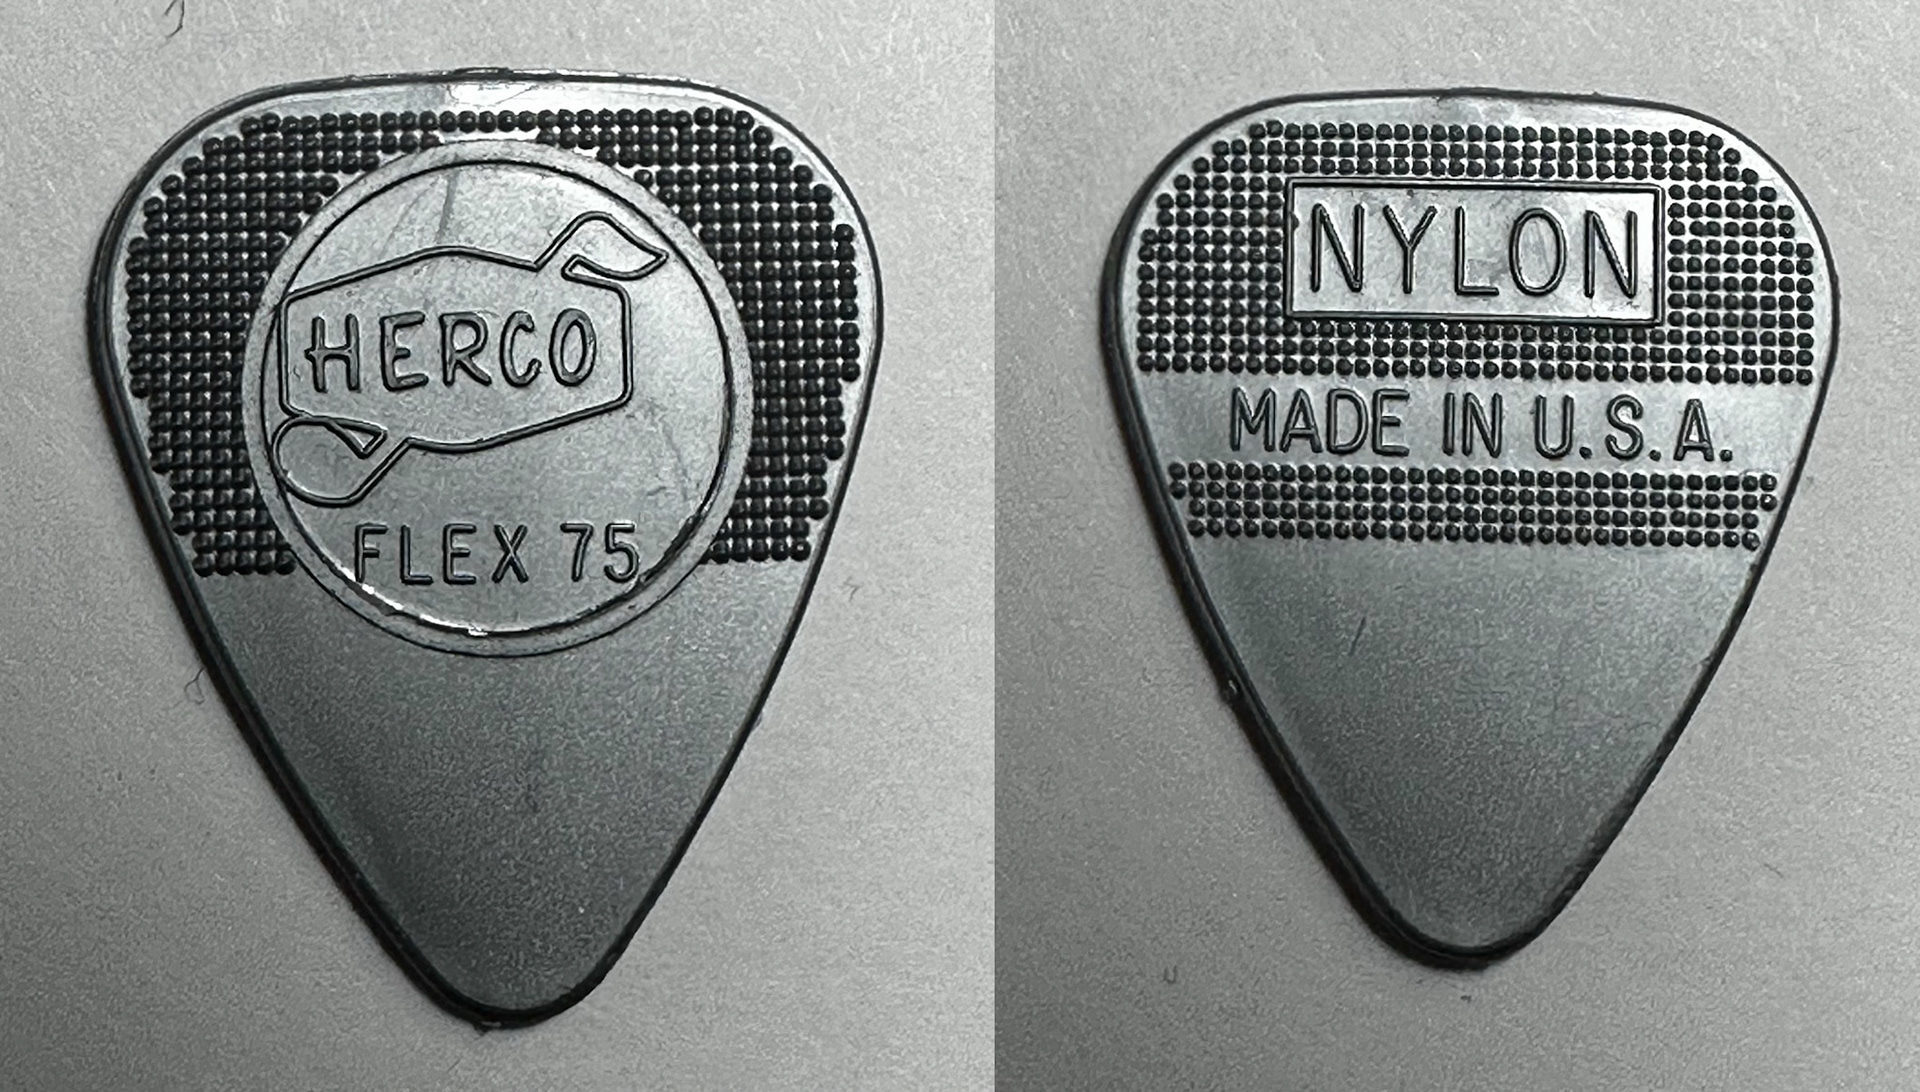 HERCO
FLEX 75
NYLON
MADE IN U.S.A.